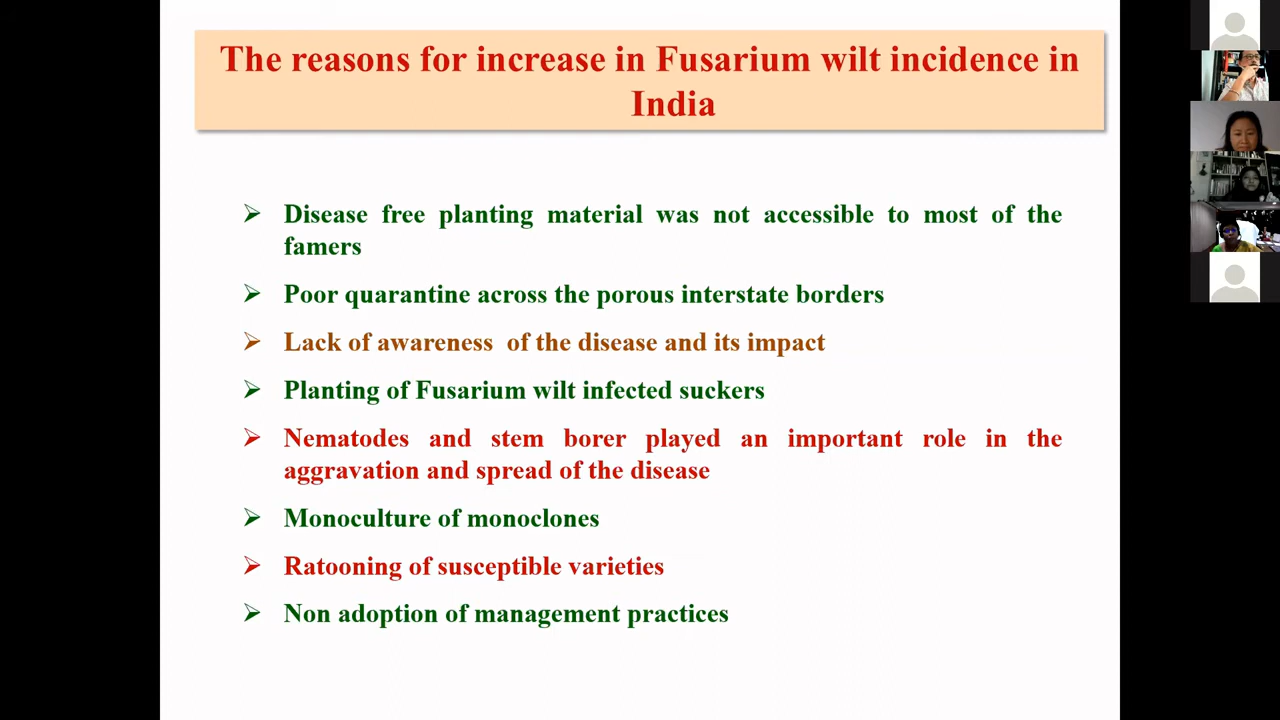 The reasons for increase in Fusarium wilt incidence in
India
Disease free planting material was not accessible to most of the
famers
Poor quarantine across the porous interstate borders
Lack of awareness of the disease and its impact
Planting of Fusarium wilt infected suckers
Nematodes and stem borer played an important role in the
aggravation and spread of the disease
Monoculture of monoclones
Ratooning of susceptible varieties
Non adoption of management practices